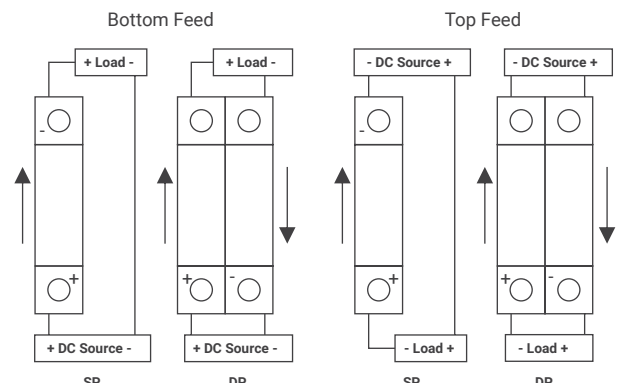 Bottom Feed Top Feed
+ Load - + Load - - DC Source + - DC Source +
- -
+ + - + + -
+ DC Source - + DC Source - - Load + - Load +
SP DP SP DP